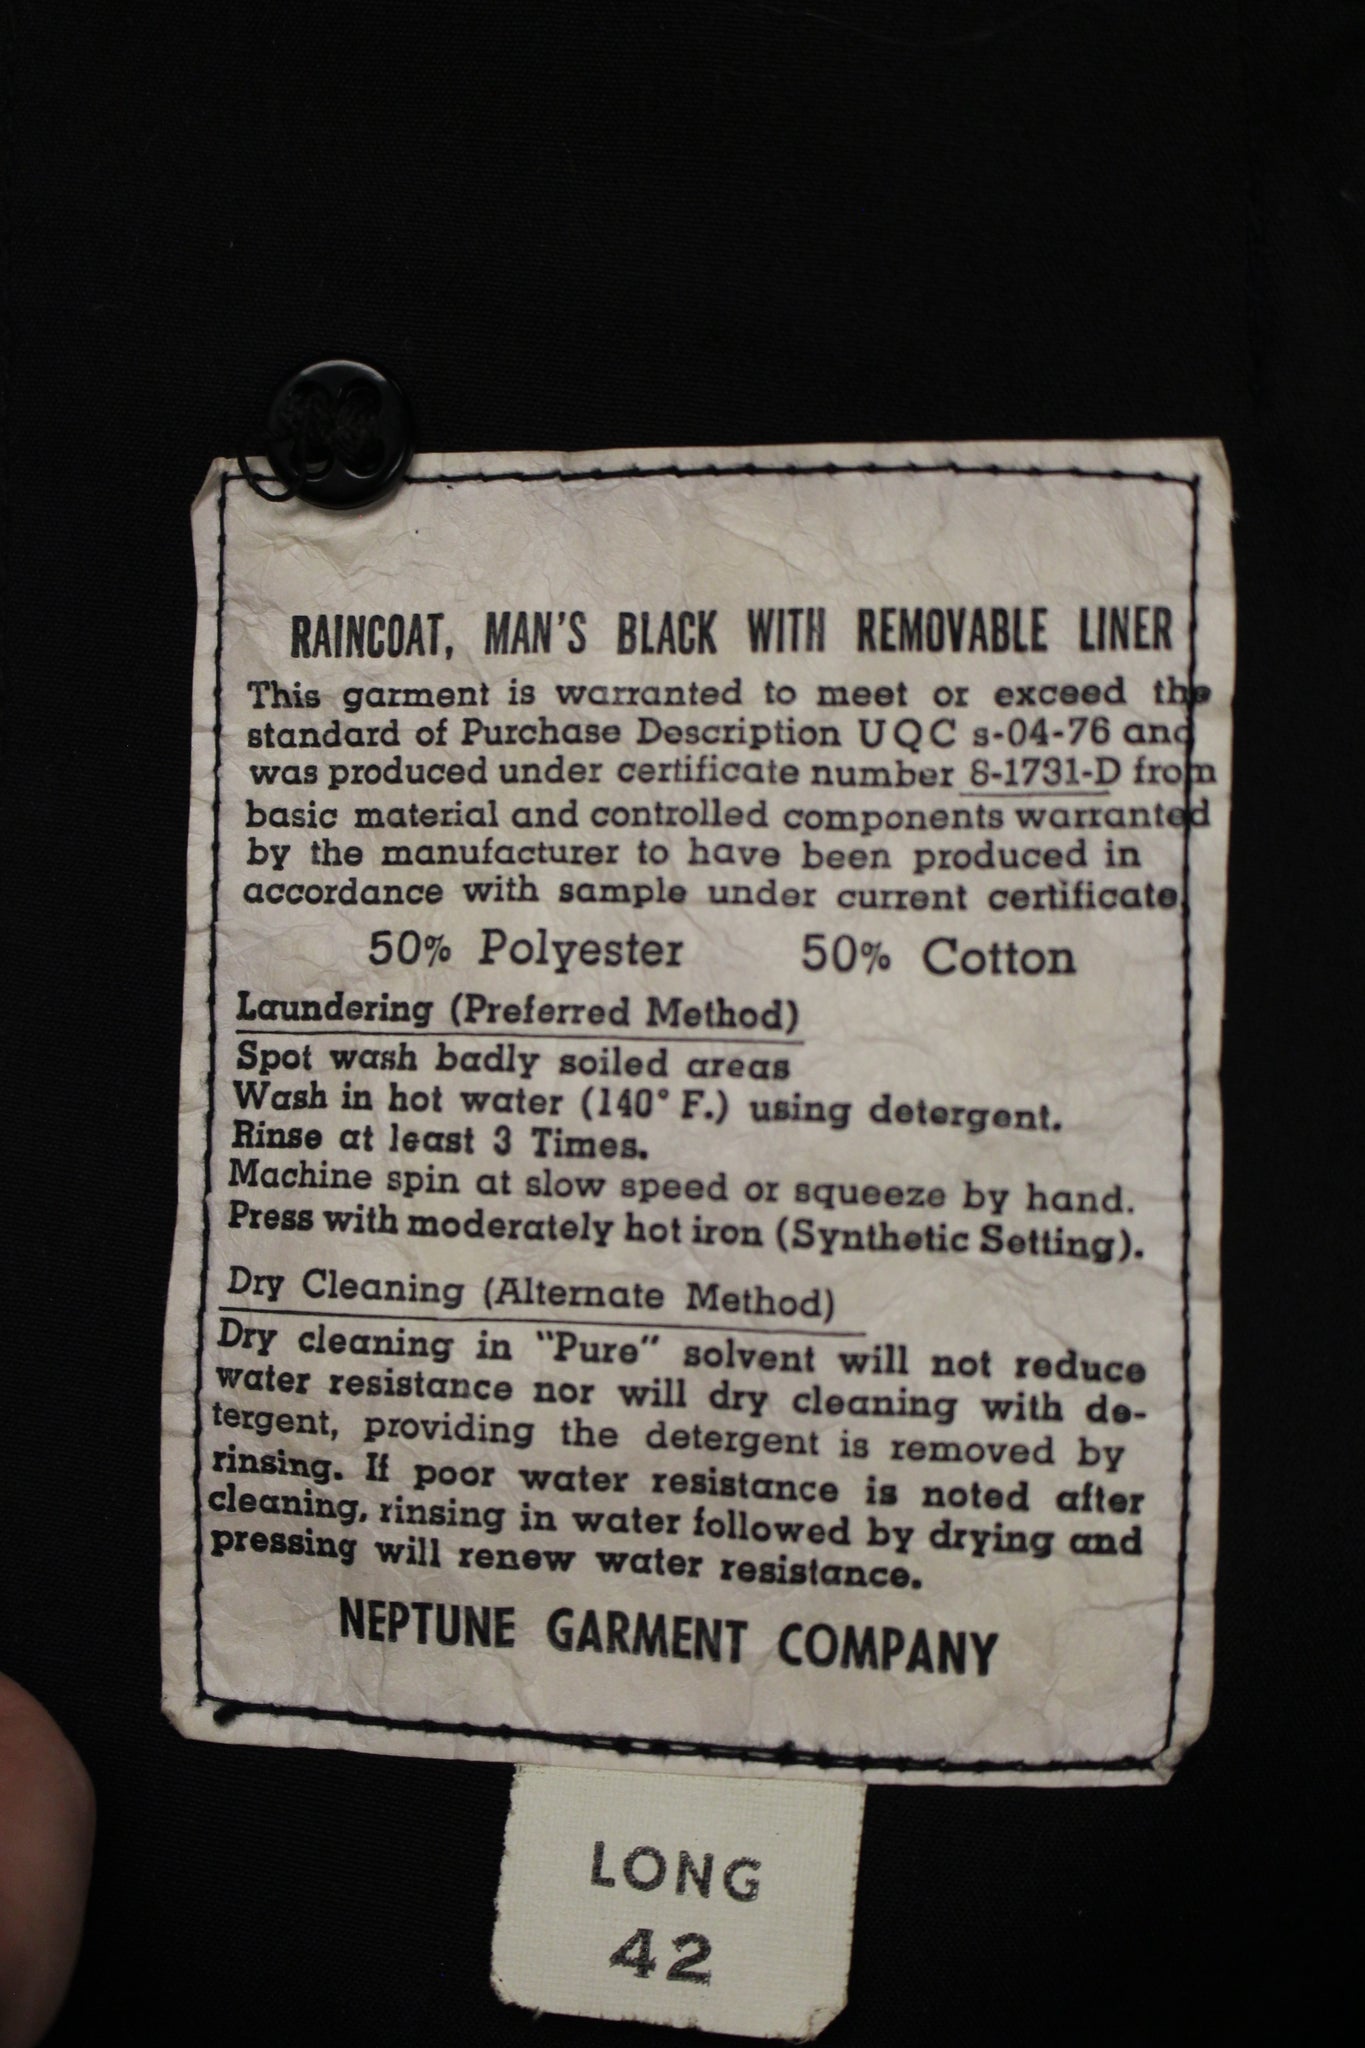 RAINCOAT, MAN'S BLACK WITH REMOVABLE LINER
This garment is warranted to meet or exceed the
standard of Purchase Description UQC s-04-76 and
was produced under certificate number 8-1731-D from
basic material and controlled components warranted
by the manufacturer to have been produced in
accordance with sample under current certificate.
50% Polyester 50% Cotton
Laundering (Preferred Method)
Spot wash badly soiled areas
Wash in hot water (140° F.) using detergent.
Rinse at least 3 Times.
Machine spin at slow speed or squeeze by hand.
Press with moderately hot iron (Synthetic Setting).
Dry Cleaning (Alternate Method)
Dry cleaning in "Pure" solvent will not reduce
water resistance nor will dry cleaning with de-
tergent, providing the detergent is removed by
rinsing. If poor water resistance is noted after
cleaning, rinsing in water followed by drying and
pressing will renew water resistance.
NEPTUNE GARMENT COMPANY
LONG
42